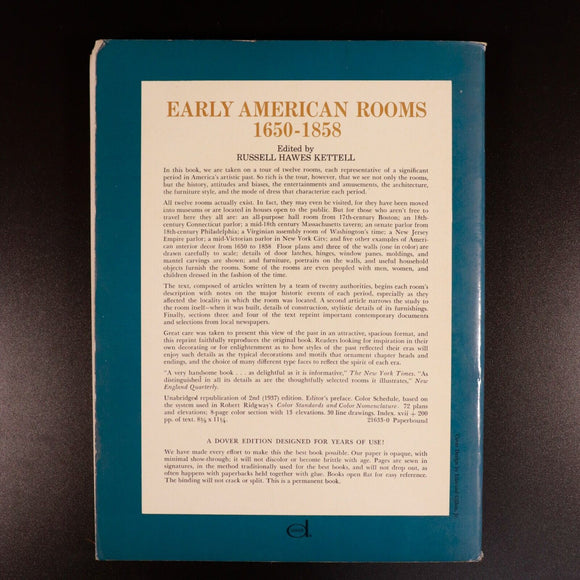 EARLY AMERICAN ROOMS
1650-1858
Edited by
RUSSELL HAWES KETTELL
In this book, we are taken on a tour of twelve rooms, each representative of a significant
period in America's artistic past. So rich is the tour, however, that we see not only the rooms,
but the history, attitudes and biases, the entertainments and amusements, the architecture,
the furniture style, and the mode of dress that characterize each period.
All twelve rooms actually exist. In fact, they may even be visited, for they have been moved
into museums or are located in houses open to the public. But for those who aren't free to
travel here they all are: an all-purpose hall room from 17th-century Boston; an 18th-
century Connecticut parlor; a mid-18th century Massachusetts tavern; an ornate parlor from
18th-century Philadelphia; a Virginian assembly room of Washington's time; a New Jersey
Empire parlor; a mid-Victorian parlor in New York City; and five other examples of Ameri-
can interior decor from 1650 to 1858. Floor plans and three of the walls (one in color) are
drawn carefully to scale; details of door latches, hinges, window panes, moldings, and
mantel carvings are shown; and furniture, portraits on the walls, and useful household
objects furnish the rooms. Some of the rooms are even peopled with men, women, and
children dressed in the fashion of the time.
The text, composed of articles written by a team of twenty authorities, begins each room's
description with notes on the major historic events of each period, especially as they
affected the locality in which the room was located. A second article narrows the study to
the room itself—when it was built, details of construction, stylistic details of its furnishings.
Finally, sections three and four of the text reprint important contemporary documents
and selections from local newspapers.
Great care was taken to present this view of the past in an attractive, spacious format, and
this reprint faithfully reproduces the original book. Readers looking for inspiration in their
own decorating or for enlightenment as to how styles of the past reflected their eras will
enjoy such details as the typical decorations and motifs that ornament chapter heads and
endings, and the choice of many different type faces to reflect the spirit of each era.
"A very handsome book . . . as delightful as it is informative," The New York Times. "As
distinguished in all its details as are the thoughtfully selected rooms it illustrates," New
England Quarterly.
Unabridged republication of 2nd (1937) edition. Editor's preface. Color Schedule, based on
the system used in Robert Ridgway's Color Standards and Color Nomenclature. 72 plans
and elevations; 8-page color section with 13 elevations. 30 line drawings. Index. xvii + 200
pp. of text. 8⅜ x 11¼. 21633-0 Paperbound
A DOVER EDITION DESIGNED FOR YEARS OF USE!
We have made every effort to make this the best book possible. Our paper is opaque, with
minimal show-through; it will not discolor or become brittle with age. Pages are sewn in
signatures, in the method traditionally used for the best books, and will not drop out, as
often happens with paperbacks held together with glue. Books open flat for easy reference.
The binding will not crack or split. This is a permanent book.